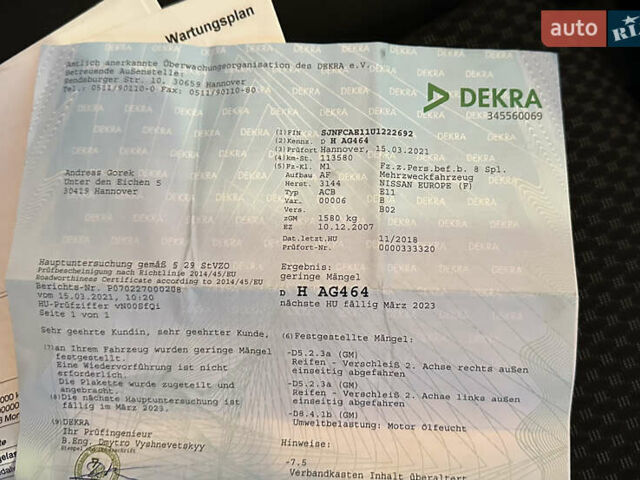 Wartungsplan
auto RIA
Amtlich anerkannte Überwachungsorganisation des DEKRA e.V.
Betreuende Außenstelle:
Rendsburger Str. 10, 30659 Hannover
Tel.: 0511/90110-0 Fax: 0511/90110-80
DEKRA
345560069
(1) FIN SJNFCAE11U1222692
(2) Kennz. D H AG464
(3) Prüfort Hannover, 15.03.2021
(4) km-St. 113580
(5) Fz-Kl. M1 Fz.z.Pers.bef.b. 8 Spl.
Aufbau AF Mehrzweckfahrzeug
Herst. 3144 NISSAN EUROPE (F)
Typ ACB E11
Var. 00006 B
Vers. B02
zGM 1580 kg
EZ 10.12.2007
Dat.letzt.HU 11/2018
Prüfort-Nr. 0000333320
Andreas Gorek
Unter den Eichen 5
30419 Hannover
Hauptuntersuchung gemäß § 29 StVZO
Prüfbescheinigung nach Richtlinie 2014/45/EU
Roadworthiness Certificate according to 2014/45/EU
Berichts-Nr. P070227000208
vom 15.03.2021, 10:20
HU-Prüfziffer vN00SfQi
Seite 1 von 1
Ergebnis:
geringe Mängel
D H AG464
nächste HU fällig März 2023
Sehr geehrte Kundin, sehr geehrter Kunde,
(7) an Ihrem Fahrzeug wurden geringe Mängel
festgestellt.
Eine Wiedervorführung ist nicht
erforderlich.
Die Plakette wurde zugeteilt und
angebracht.
(8) Die nächste Hauptuntersuchung ist
fällig im März 2023.
(9) DEKRA
Ihr Prüfingenieur
B.Eng. Dmytro Vyshnevetskyy
(6) Festgestellte Mängel:
-D5.2.3a (GM)
Reifen - Verschleiß 2. Achse rechts außen
einseitig abgefahren
-D5.2.3a (GM)
Reifen - Verschleiß 2. Achse links außen
einseitig abgefahren
-D8.4.1b (GM)
Umweltbelastung: Motor ölfeucht
Hinweise:
-7.5
Verbandkasten Inhalt überaltert